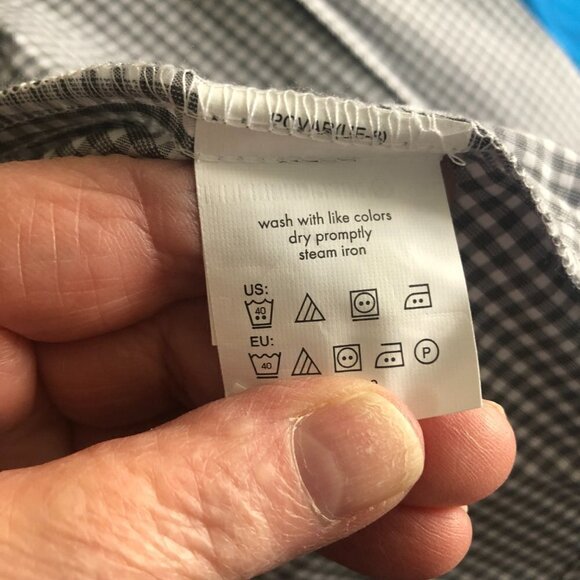 wash with like colors
dry promptly
steam iron
US:
40
EU:
40
P